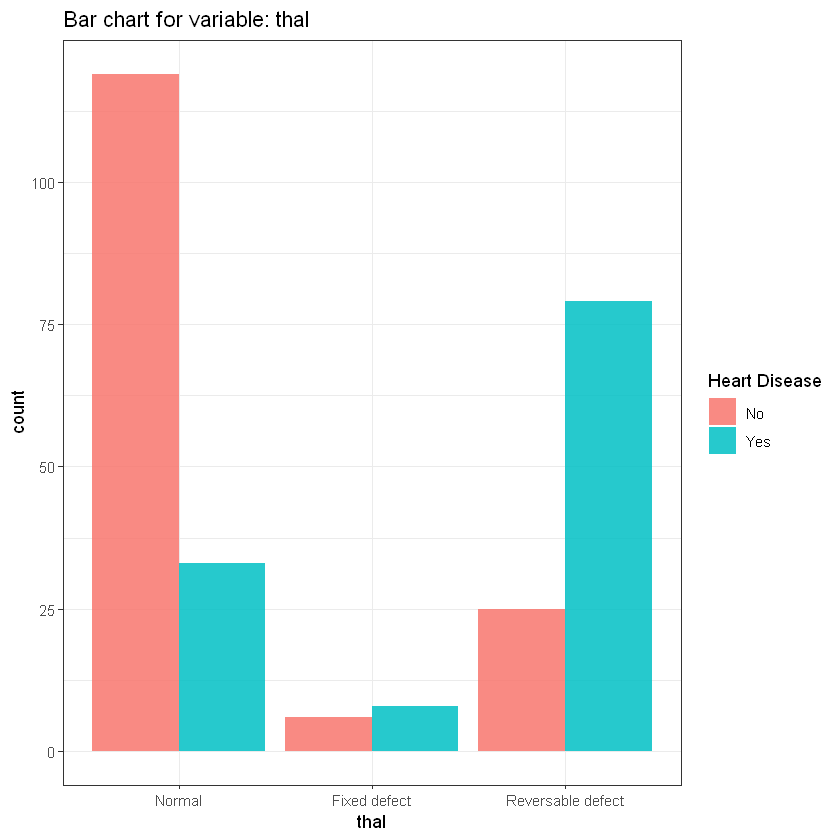 Bar chart for variable: thal
100
75
50
25
0
count
Normal
Fixed defect
Reversable defect
thal
Heart Disease
No
Yes